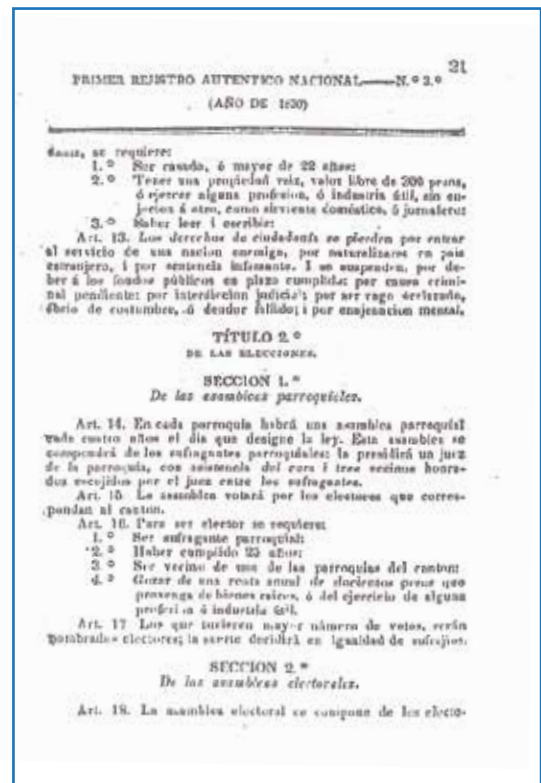 21
PRIMER REJISTRO AUTENTICO NACIONAL——N.º 3.º
(AÑO DE 1830)
se requiere:
1.º Ser casado, ó mayor de 22 años:
2.º Tener una propiedad raiz, valor libre de 300 pesos,
ó ejercer alguna profesion, ó industria útil, sin su-
jecion á otro, como sirviente doméstico, ó jornalero:
3.º Saber leer i escribir:
Art. 13. Los derechos de ciudadanía se pierden por entrar
al servicio de una nacion enemiga, por naturalizarse en pais
estranjero, i por sentencia infamante. I se suspenden, por de-
ber á los fondos públicos en plazo cumplido: por causa crimi-
nal pendiente: por interdiccion judicial: por ser vago declarado,
ébrio de costumbre, ó deudor fallido; i por enajenacion mental.
TÍTULO 2.º
DE LAS ELECCIONES.
SECCION 1.ª
De las asambleas parroquiales.
Art. 14. En cada parroquia habrá una asamblea parroquial
cada cuatro años el dia que designe la ley. Esta asamblea se
compondrá de los sufragantes parroquiales: la presidirá un juez
de la parroquia, con asistencia del cura i tres vecinos honra-
dos escojidos por el juez entre los sufragantes.
Art. 15 La asamblea votará por los electores que corres-
pondan al canton.
Art. 16. Para ser elector se requiere:
1.º Ser sufragante parroquial:
2.º Haber cumplido 25 años:
3.º Ser vecino de una de las parroquias del canton:
4.º Gozar de una renta anual de doscientos pesos que
provenga de bienes raices, ó del ejercicio de alguna
profesion ó industria útil.
Art. 17 Los que tuvieren mayor número de votos, serán
nombrados electores; la suerte decidirá en igualdad de sufrajios.
SECCION 2.ª
De las asambleas electorales.
Art. 18. La asamblea electoral se compone de los electo-